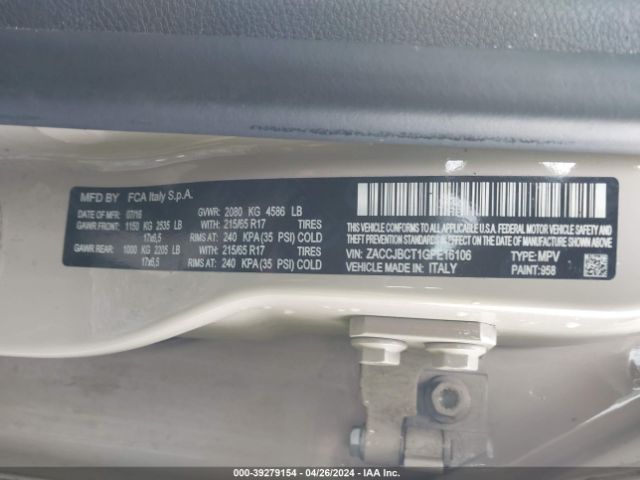 MFD BY FCA Italy S.p.A.
DATE OF MFR 07/16 GVWR: 2080 KG 4586 LB
GAWR FRONT: 1150 KG 2535 LB WITH: 215/65 R17 TIRES
17x6,5 RIMS AT: 240 KPA (35 PSI) COLD
GAWR REAR: 1000 KG 2205 LB WITH: 215/65 R17 TIRES
17x6,5 RIMS AT: 240 KPA (35 PSI) COLD
THIS VEHICLE CONFORMS TO ALL APPLICABLE U.S.A. FEDERAL MOTOR VEHICLE SAFETY,
BUMPER, AND THEFT PREVENTION STANDARDS IN EFFECT ON THE DATE OF MANUFACTURE SHOWN ABOVE.
VIN: ZACCJBCT1GPE16106 TYPE: MPV
VEHICLE MADE IN: ITALY PAINT: 958
000-39279154 - 04/26/2024 - IAA Inc.